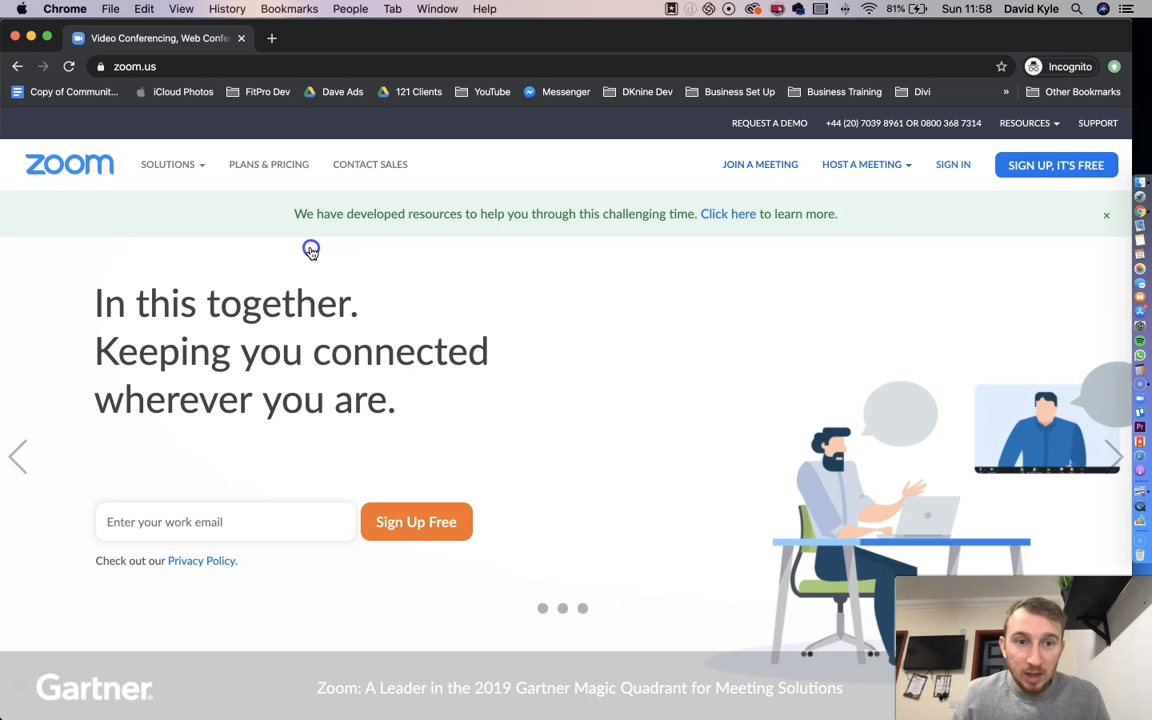 Chrome File Edit View History Bookmarks People Tab Window Help 81% Sun 11:58 David Kyle
Video Conferencing, Web Confe
zoom.us Incognito
Copy of Communit... iCloud Photos FitPro Dev Dave Ads 121 Clients YouTube Messenger DKnine Dev Business Set Up Business Training Divi » Other Bookmarks
REQUEST A DEMO +44 (20) 7039 8961 OR 0800 368 7314 RESOURCES SUPPORT
zoom SOLUTIONS PLANS & PRICING CONTACT SALES JOIN A MEETING HOST A MEETING SIGN IN SIGN UP, IT'S FREE
We have developed resources to help you through this challenging time. Click here to learn more. ×
In this together.
Keeping you connected
wherever you are.
Enter your work email Sign Up Free
Check out our Privacy Policy.
Gartner. Zoom: A Leader in the 2019 Gartner Magic Quadrant for Meeting Solutions